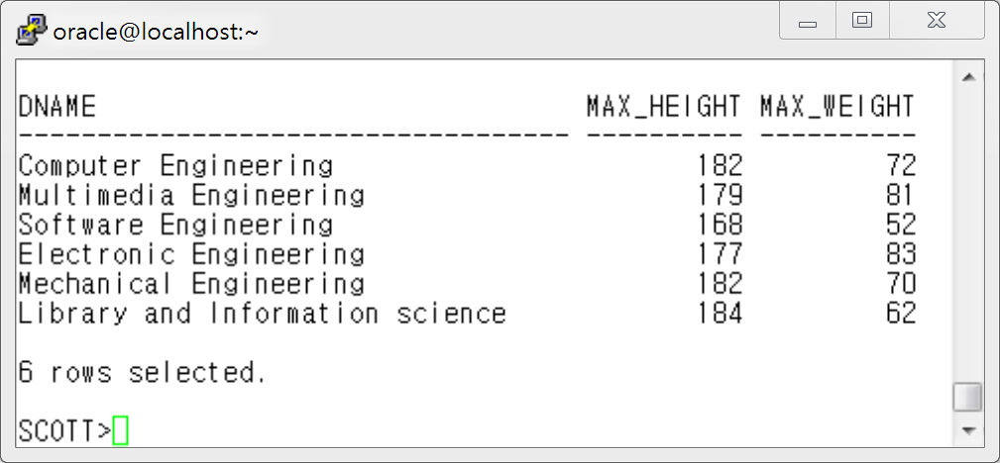 oracle@localhost:~
DNAME MAX_HEIGHT MAX_WEIGHT
----------------------------------- ---------- ----------
Computer Engineering 182 72
Multimedia Engineering 179 81
Software Engineering 168 52
Electronic Engineering 177 83
Mechanical Engineering 182 70
Library and Information science 184 62
6 rows selected.
SCOTT>